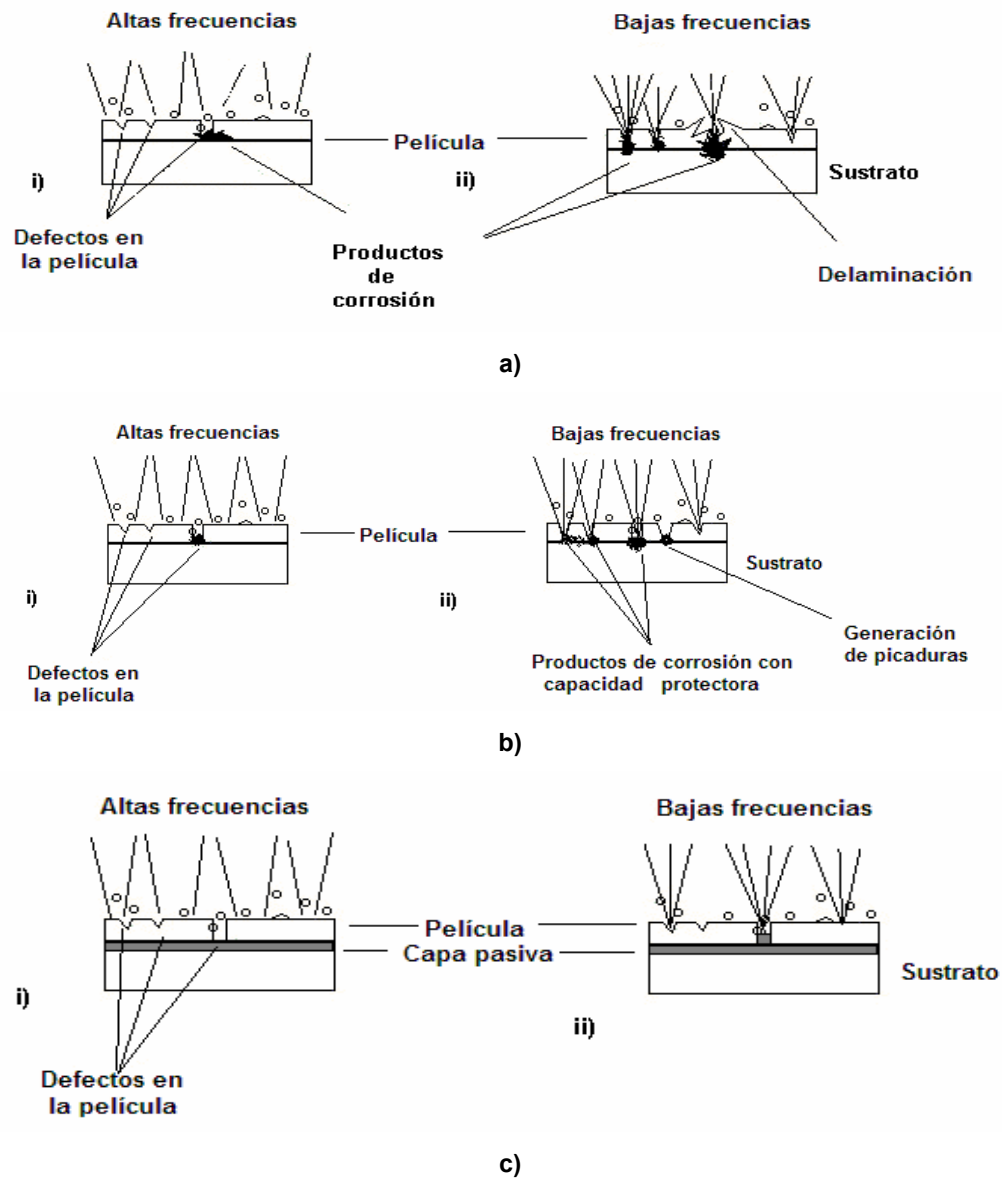 Altas frecuencias
Bajas frecuencias
Película
i)
ii)
Sustrato
Defectos en
la película
Productos
de
corrosión
Delaminación
a)
Altas frecuencias
Bajas frecuencias
Película
i)
ii)
Sustrato
Defectos en
la película
Productos de corrosión con
capacidad protectora
Generación
de picaduras
b)
Altas frecuencias
Bajas frecuencias
Película
Capa pasiva
Sustrato
i)
ii)
Defectos en
la película
c)